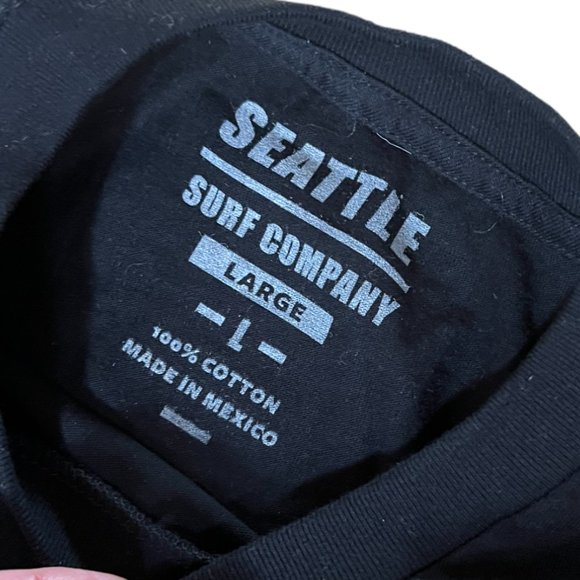 SEATTLE
SURF COMPANY
LARGE
- L -
100% COTTON
MADE IN MEXICO